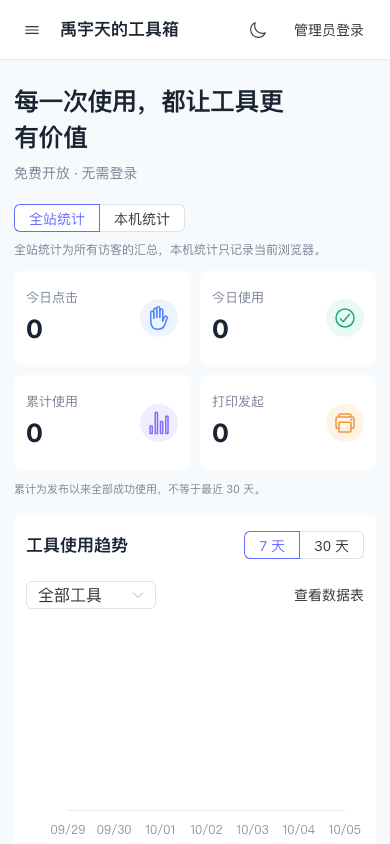 禹宇天的工具箱
管理员登录
每一次使用，都让工具更
有价值
免费开放 · 无需登录
全站统计
本机统计
全站统计为所有访客的汇总，本机统计只记录当前浏览器。
今日点击
0
今日使用
0
累计使用
0
打印发起
0
累计为发布以来全部成功使用，不等于最近 30 天。
工具使用趋势
7 天
30 天
全部工具
查看数据表
09/29 09/30 10/01 10/02 10/03 10/04 10/05